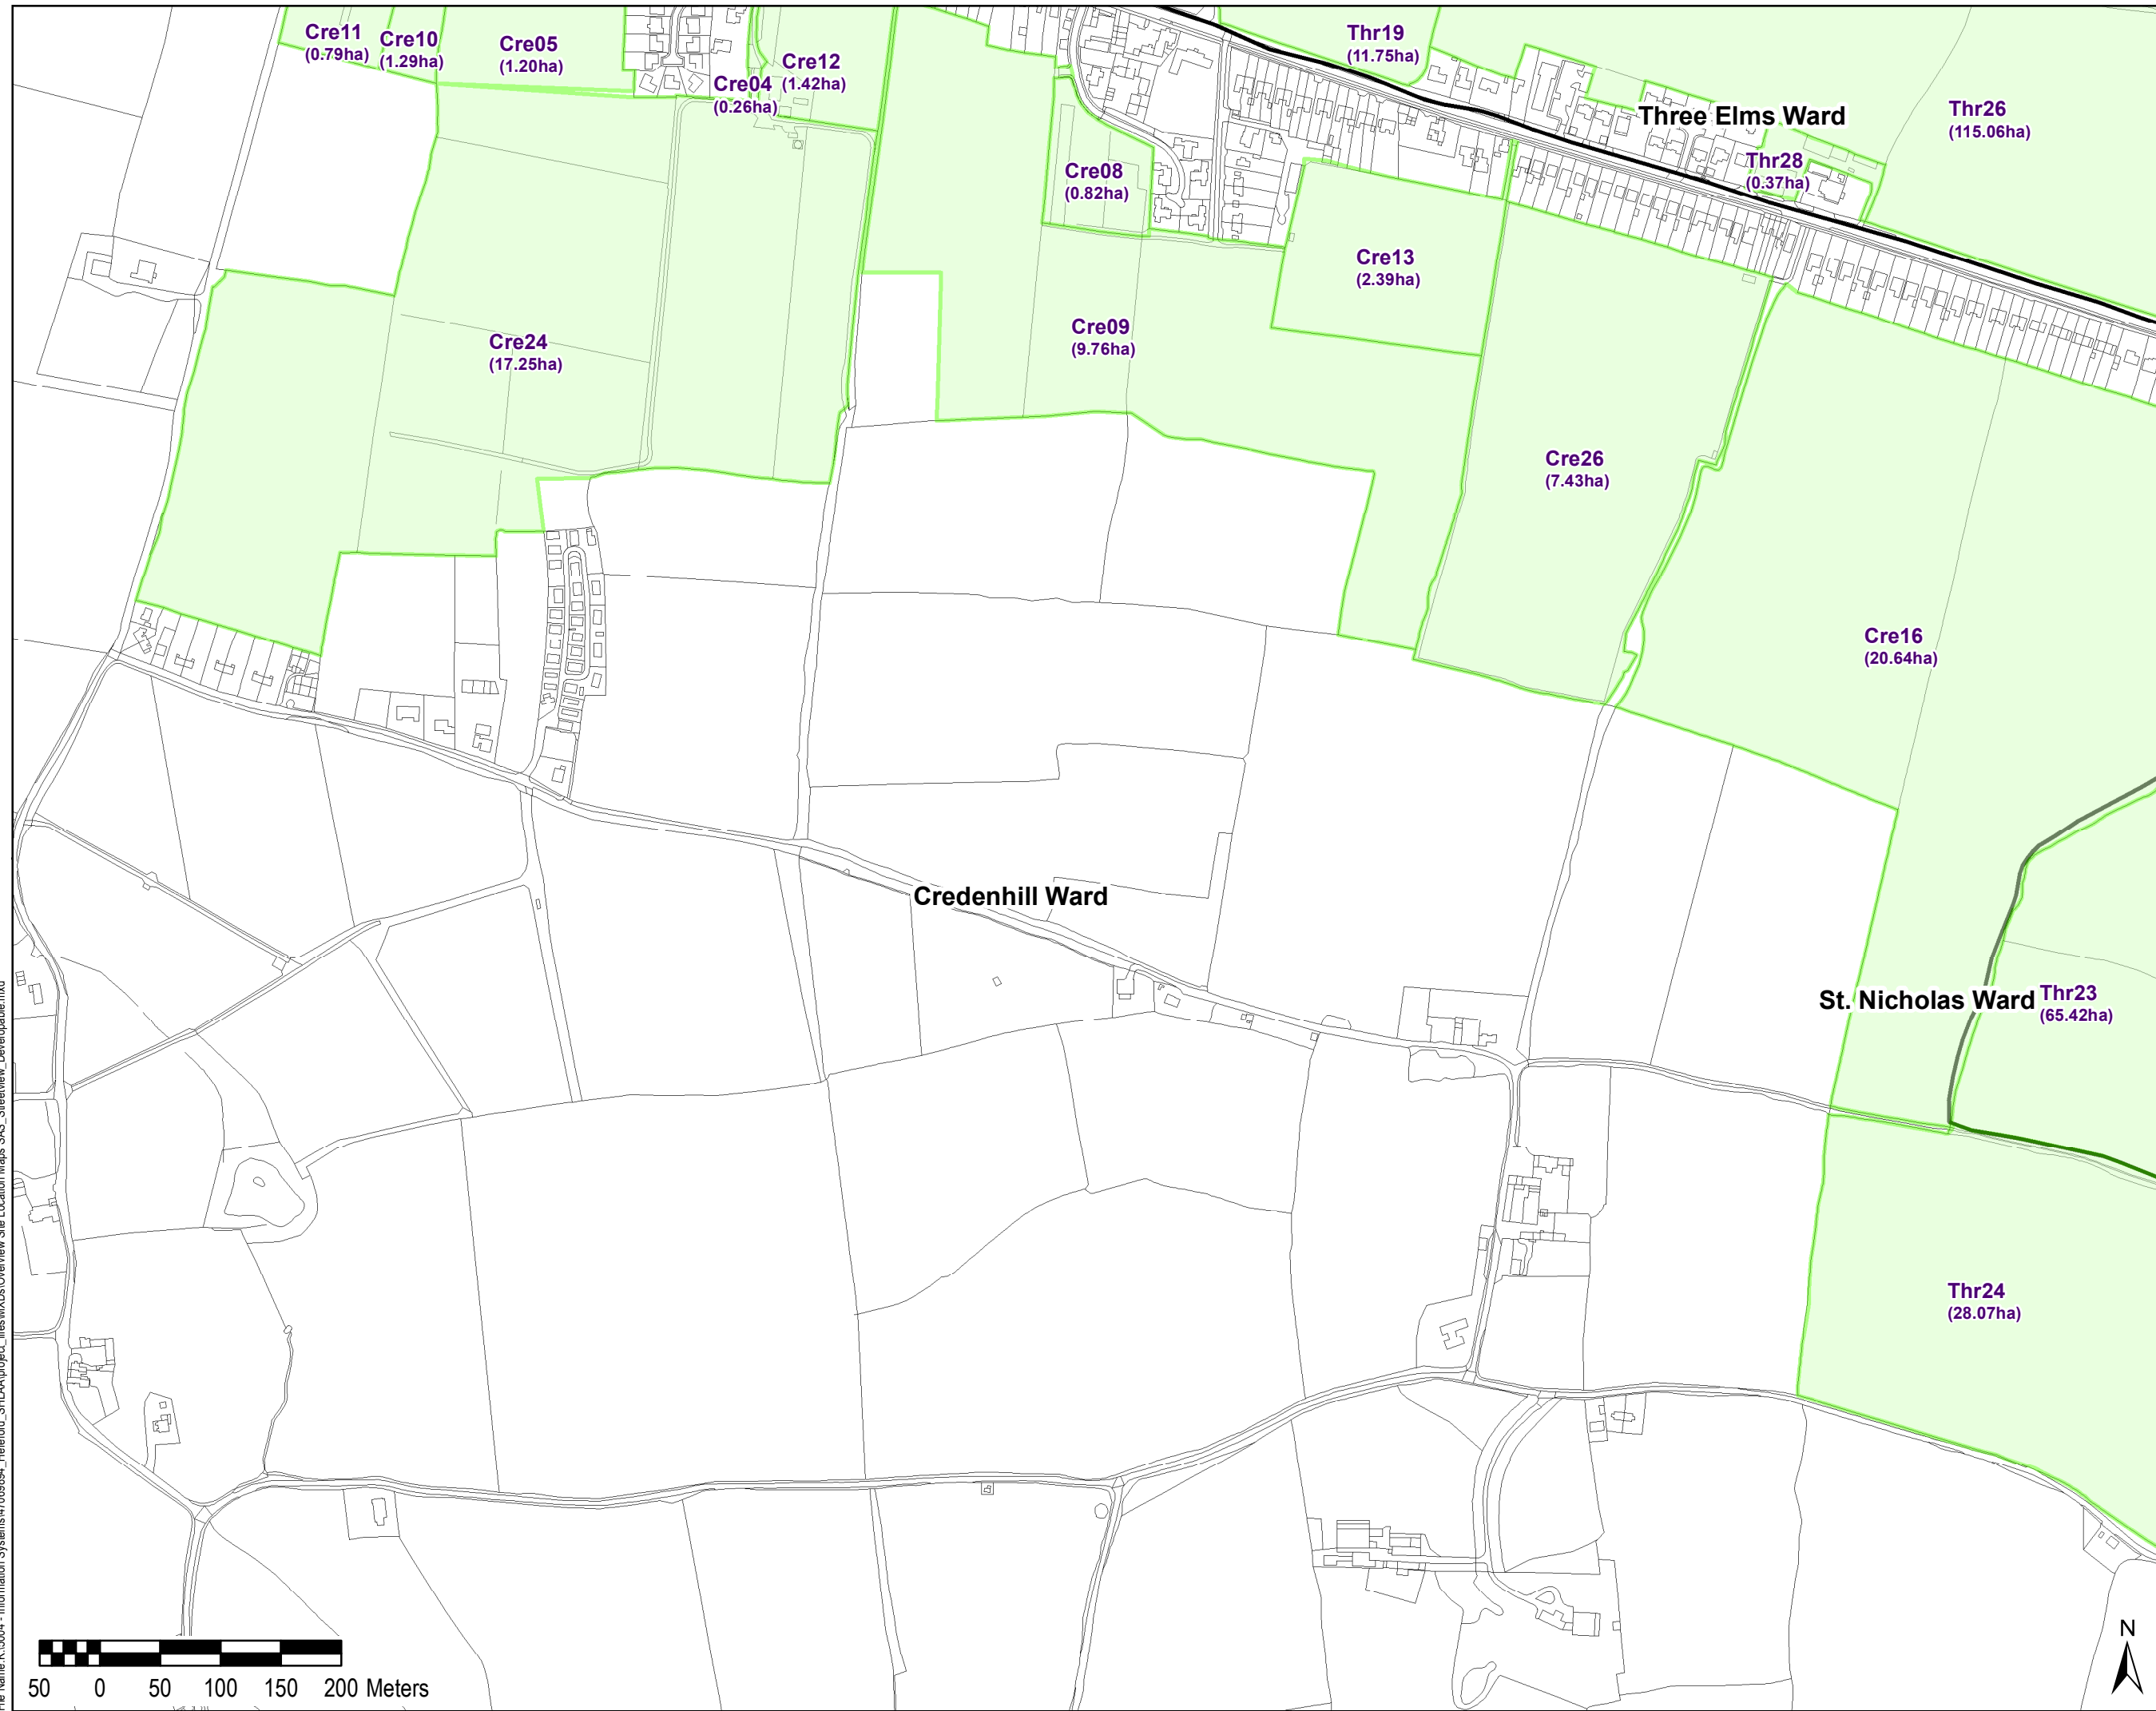 Cre11
(0.79ha)
Cre10
(1.29ha)
Cre05
(1.20ha)
Cre04
(0.26ha)
Cre12
(1.42ha)
Thr19
(11.75ha)
Three Elms Ward
Thr26
(115.06ha)
Thr28
(0.37ha)
Cre08
(0.82ha)
Cre13
(2.39ha)
Cre24
(17.25ha)
Cre09
(9.76ha)
Cre26
(7.43ha)
Cre16
(20.64ha)
Credenhill Ward
St. Nicholas Ward
Thr23
(65.42ha)
Thr24
(28.07ha)
N
50 0 50 100 150 200 Meters